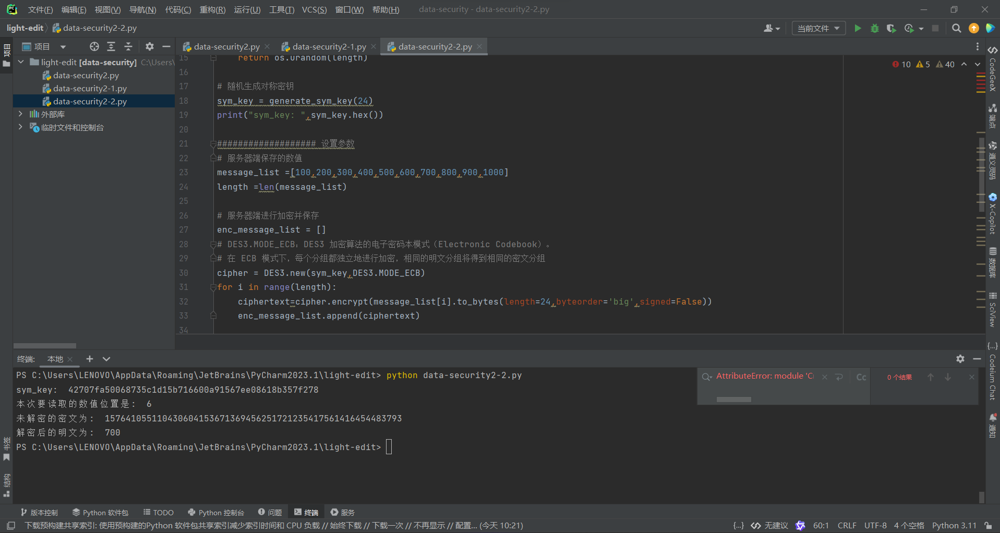 文件(F) 编辑(E) 视图(V) 导航(N) 代码(C) 重构(R) 运行(U) 工具(T) VCS(S) 窗口(W) 帮助(H) data-security - data-security2-2.py
light-edit data-security2-2.py 当前文件
项目 data-security2.py data-security2-1.py data-security2-2.py
项目
light-edit [data-security] C:\Users\
data-security2.py
data-security2-1.py
data-security2-2.py
外部库
临时文件和控制台
10 5 40
15 return os.urandom(length)
16
17 # 随机生成对称密钥
18 sym_key = generate_sym_key(24)
19 print("sym_key: ",sym_key.hex())
20
21 ################### 设置参数
22 # 服务器端保存的数值
23 message_list =[100,200,300,400,500,600,700,800,900,1000]
24 length =len(message_list)
25
26 # 服务器端进行加密并保存
27 enc_message_list = []
28 # DES3.MODE_ECB：DES3 加密算法的电子密码本模式（Electronic Codebook）。
29 # 在 ECB 模式下，每个分组都独立地进行加密，相同的明文分组将得到相同的密文分组
30 cipher = DES3.new(sym_key,DES3.MODE_ECB)
31 for i in range(length):
32 ciphertext=cipher.encrypt(message_list[i].to_bytes(length=24,byteorder='big',signed=False))
33 enc_message_list.append(ciphertext)
34
CodeGeeX
端点
通义灵码
X-Copilot
数据库
SciView
{...} Codeium Chat
通知
终端: 本地
PS C:\Users\LENOVO\AppData\Roaming\JetBrains\PyCharm2023.1\light-edit> python data-security2-2.py
sym_key:  42707fa50068735c1d15b716600a91567ee08618b357f278
本次要读取的数值位置是:  6
未解密的密文为:  1576410551104306041536713694562517212354175614164544837​93
解密后的明文为:  700
PS C:\Users\LENOVO\AppData\Roaming\JetBrains\PyCharm2023.1\light-edit>
AttributeError: module 'C Cc 0 个结果
书签
结构
版本控制 Python 软件包 TODO Python 控制台 问题 终端 服务
下载预构建共享索引: 使用预构建的Python 软件包共享索引减少索引时间和 CPU 负载 // 始终下载 // 下载一次 // 不再显示 // 配置... (今天 10:21) {...} 无建议 60:1 CRLF UTF-8 4 个空格 Python 3.11